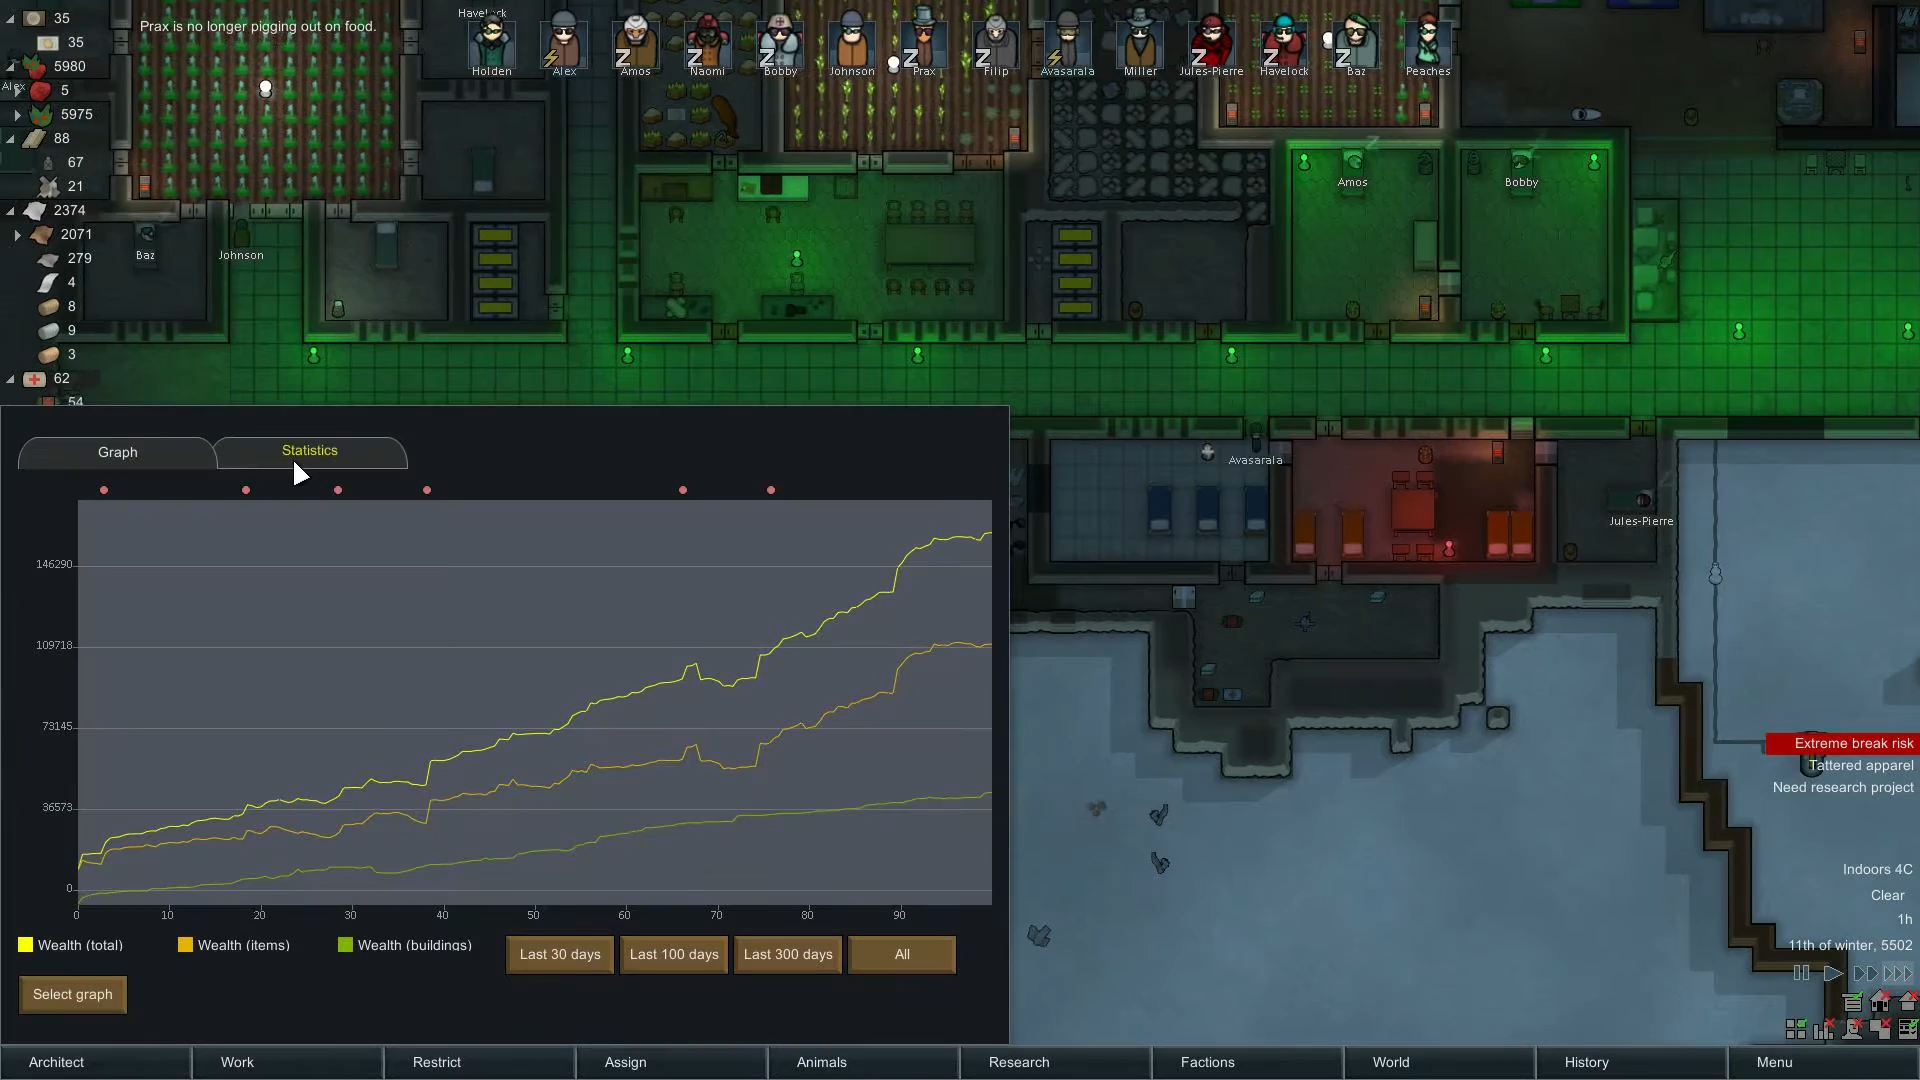 35
Prax is no longer pigging out on food.
Havelock
35
5980
Alex
5
5975
88
67
21
2374
2071
279
4
8
9
3
62
54
Holden
Alex
Amos
Naomi
Bobby
Johnson
Prax
Filip
Avasarala
Miller
Jules-Pierre
Havelock
Baz
Peaches
Z
Z
Z
Z
Z
Z
Z
Z
Amos
Bobby
Baz
Johnson
Avasarala
Jules-Pierre
Graph
Statistics
146290
109718
73145
36573
0
0
10
20
30
40
50
60
70
80
90
Wealth (total)
Wealth (items)
Wealth (buildings)
Last 30 days
Last 100 days
Last 300 days
All
Select graph
Extreme break risk
Tattered apparel
Need research project
Indoors 4C
Clear
1h
11th of winter, 5502
Architect
Work
Restrict
Assign
Animals
Research
Factions
World
History
Menu